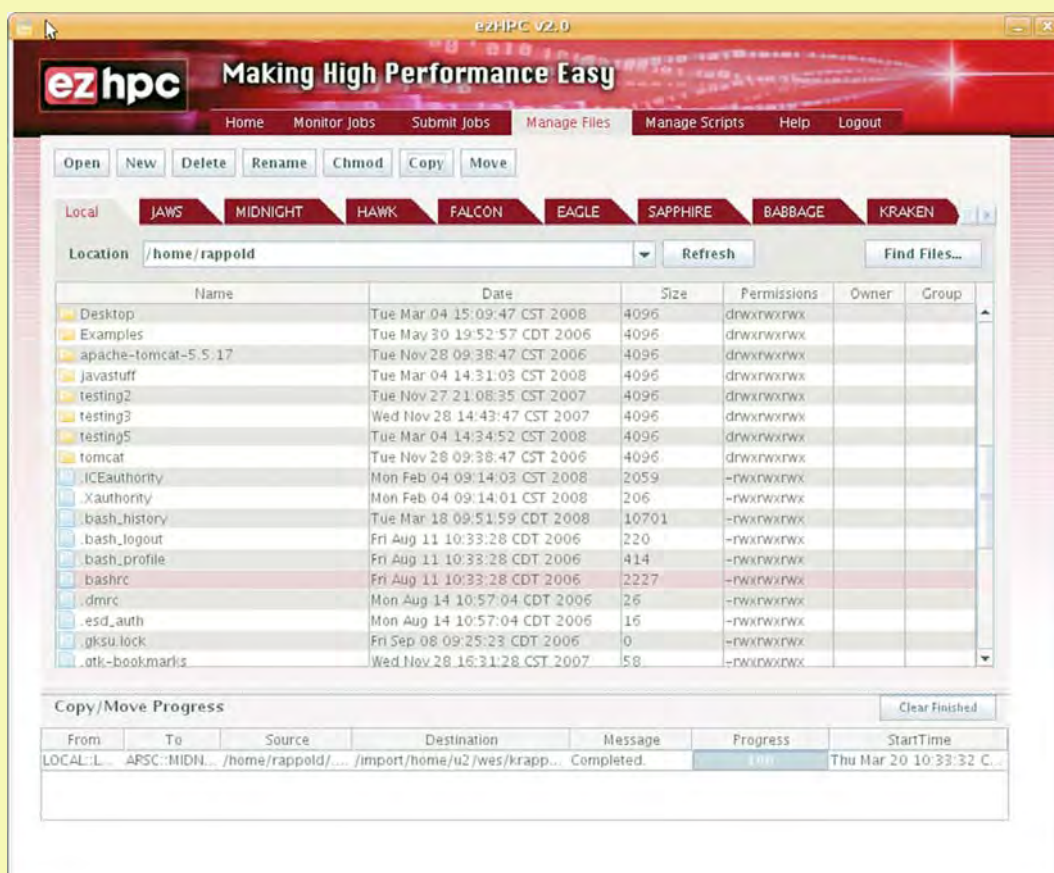 ezHPC v2.0
ez hpc
Making High Performance Easy
Home Monitor Jobs Submit Jobs Manage Files Manage Scripts Help Logout
Open New Delete Rename Chmod Copy Move
Local JAWS MIDNIGHT HAWK FALCON EAGLE SAPPHIRE BABBAGE KRAKEN
Location /home/rappold Refresh Find Files...
Name Date Size Permissions Owner Group
Desktop Tue Mar 04 15:09:47 CST 2008 4096 drwxrwxrwx
Examples Tue May 30 19:52:57 CDT 2006 4096 drwxrwxrwx
apache-tomcat-5.5.17 Tue Nov 28 09:38:47 CST 2006 4096 drwxrwxrwx
javastuff Tue Mar 04 14:31:03 CST 2008 4096 drwxrwxrwx
testing2 Tue Nov 27 21:08:35 CST 2007 4096 drwxrwxrwx
testing3 Wed Nov 28 14:43:47 CST 2007 4096 drwxrwxrwx
testing5 Tue Mar 04 14:34:52 CST 2008 4096 drwxrwxrwx
tomcat Tue Nov 28 09:38:47 CST 2006 4096 drwxrwxrwx
.ICEauthority Mon Feb 04 09:14:03 CST 2008 2059 -rwxrwxrwx
.Xauthority Mon Feb 04 09:14:01 CST 2008 206 -rwxrwxrwx
.bash_history Tue Mar 18 09:51:59 CDT 2008 10701 -rwxrwxrwx
.bash_logout Fri Aug 11 10:33:28 CDT 2006 220 -rwxrwxrwx
.bash_profile Fri Aug 11 10:33:28 CDT 2006 414 -rwxrwxrwx
.bashrc Fri Aug 11 10:33:28 CDT 2006 2227 -rwxrwxrwx
.dmrc Mon Aug 14 10:57:04 CDT 2006 26 -rwxrwxrwx
.esd_auth Mon Aug 14 10:57:04 CDT 2006 16 -rwxrwxrwx
.gksu.lock Fri Sep 08 09:25:23 CDT 2006 0 -rwxrwxrwx
.gtk-bookmarks Wed Nov 28 16:31:28 CST 2007 58 -rwxrwxrwx
Copy/Move Progress Clear Finished
From To Source Destination Message Progress StartTime
LOCAL::L... ARSC::MIDN... /home/rappold/.... /import/home/u2/wes/krapp... Completed. 100 Thu Mar 20 10:33:32 C...